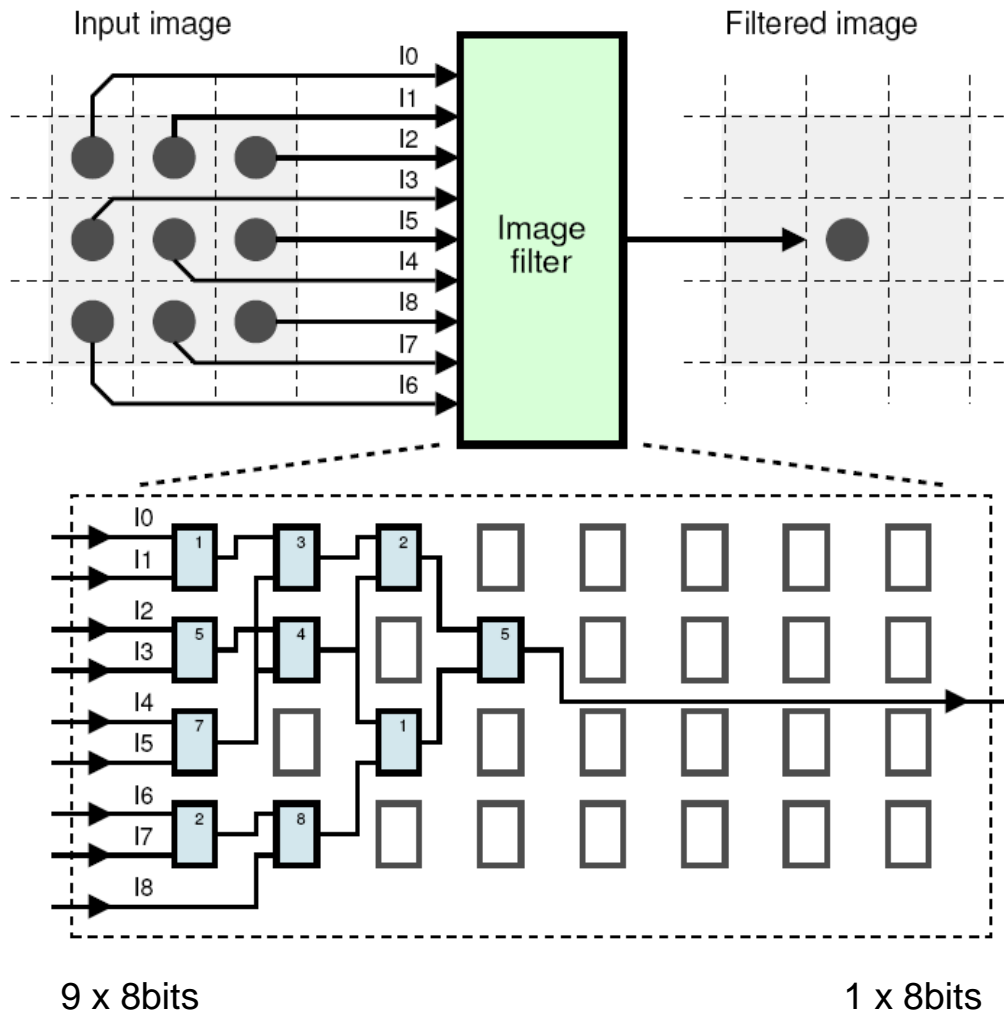 Input image
Filtered image
I0
I1
I2
I3
I5
I4
I8
I7
I6
Image
filter
I0
I1
I2
I3
I4
I5
I6
I7
I8
1
3
2
5
4
5
7
1
2
8
9 x 8bits
1 x 8bits